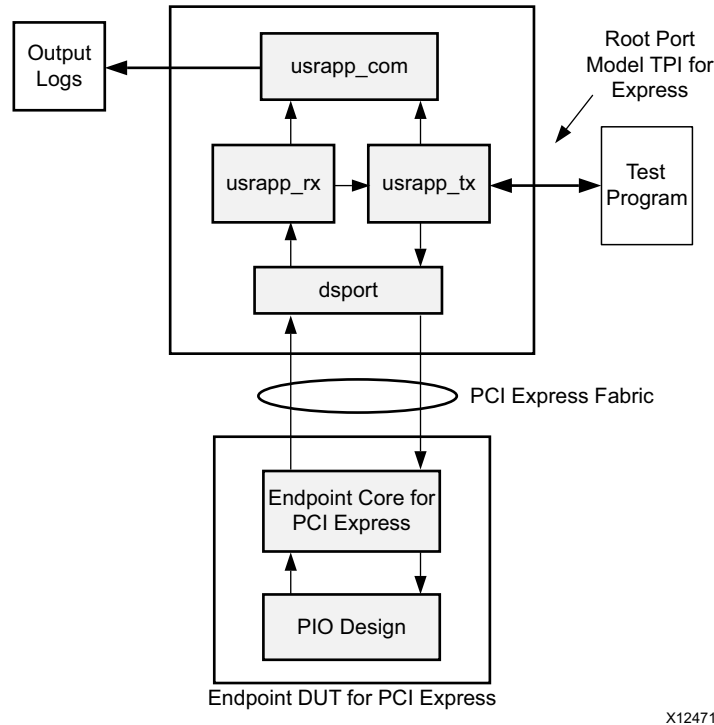 Output
Logs
usrapp_com
Root Port
Model TPI for
Express
usrapp_rx
usrapp_tx
Test
Program
dsport
PCI Express Fabric
Endpoint Core for
PCI Express
PIO Design
Endpoint DUT for PCI Express
X12471